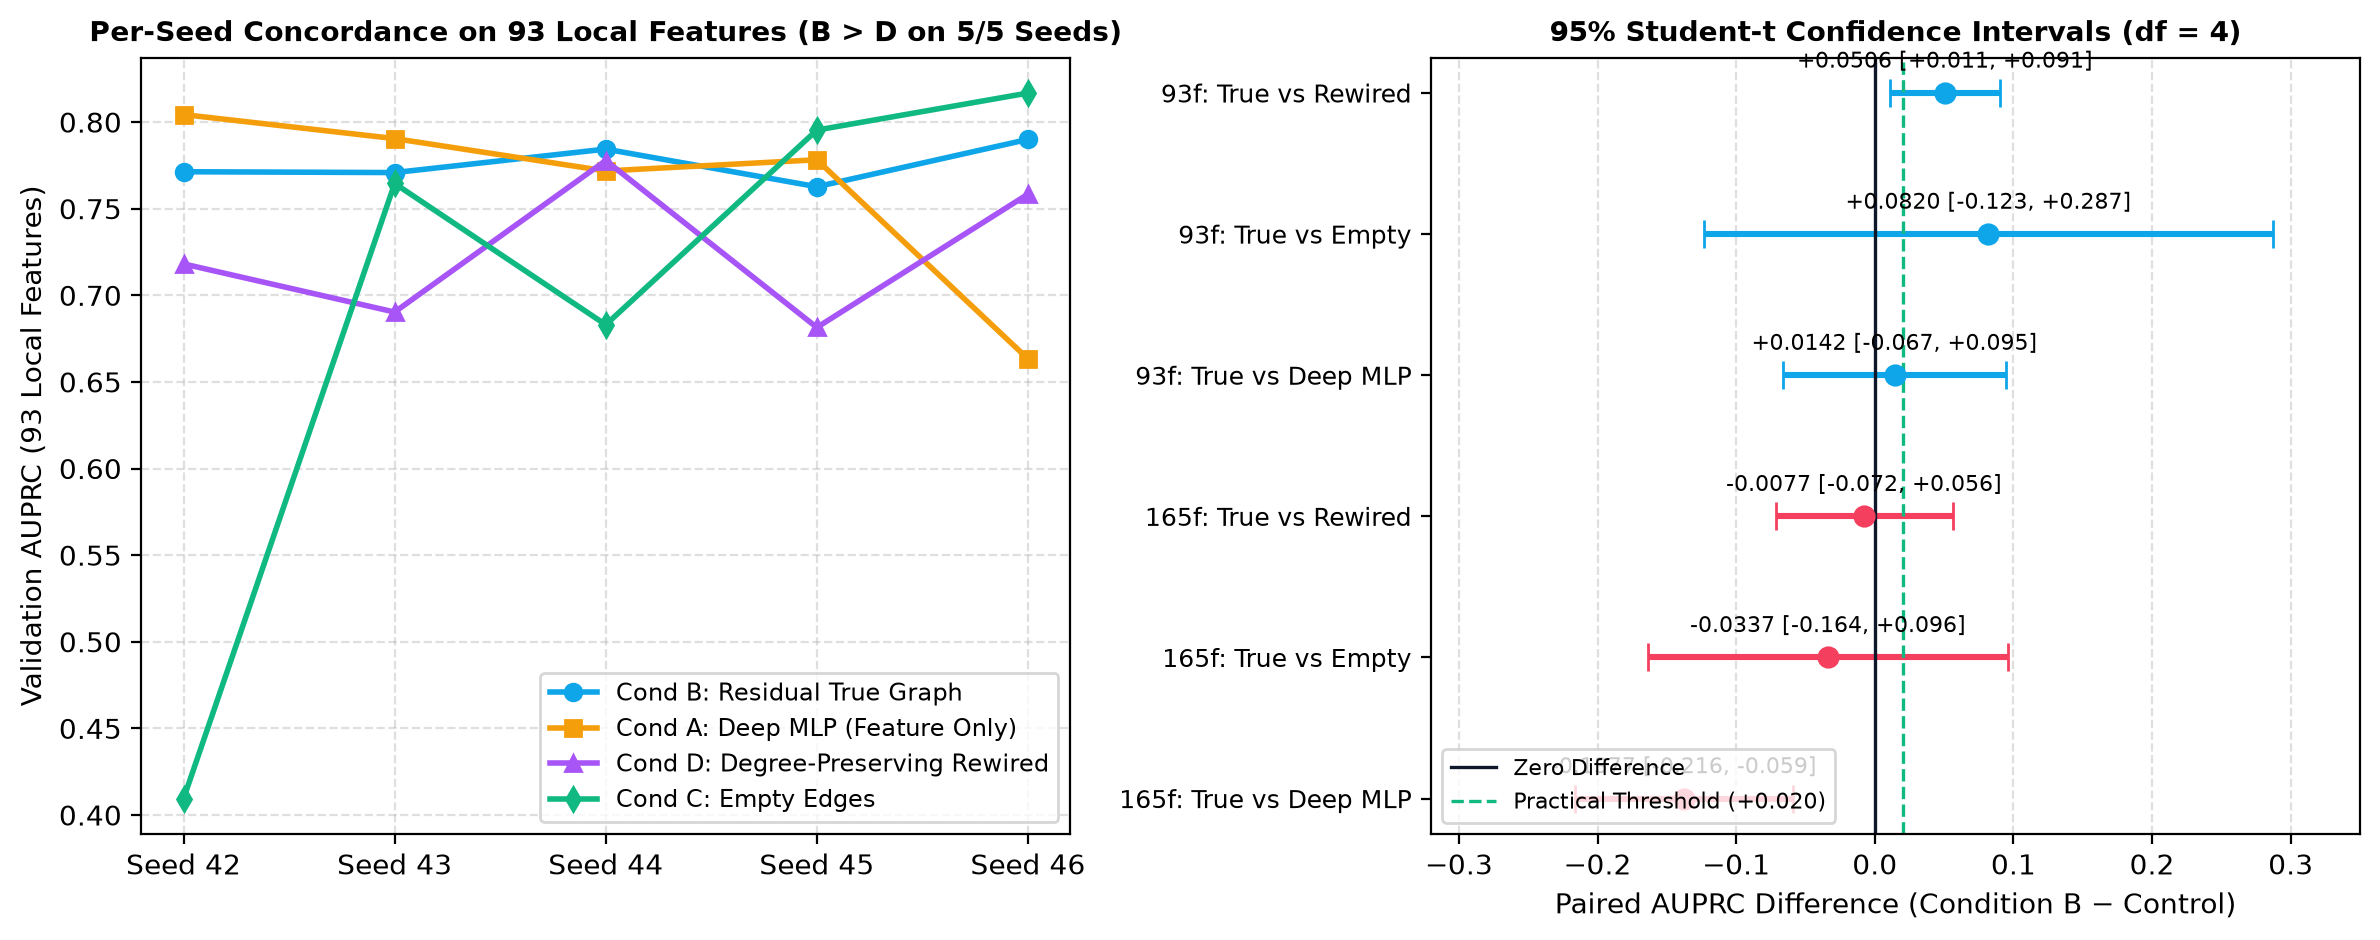 Per-Seed Concordance on 93 Local Features (B > D on 5/5 Seeds)
Validation AUPRC (93 Local Features)
0.80
0.75
0.70
0.65
0.60
0.55
0.50
0.45
0.40
Seed 42
Seed 43
Seed 44
Seed 45
Seed 46
Cond B: Residual True Graph
Cond A: Deep MLP (Feature Only)
Cond D: Degree-Preserving Rewired
Cond C: Empty Edges
95% Student-t Confidence Intervals (df = 4)
93f: True vs Rewired
+0.0506 [+0.011, +0.091]
93f: True vs Empty
+0.0820 [-0.123, +0.287]
93f: True vs Deep MLP
+0.0142 [-0.067, +0.095]
165f: True vs Rewired
-0.0077 [-0.072, +0.056]
165f: True vs Empty
-0.0337 [-0.164, +0.096]
165f: True vs Deep MLP
-0.059]
Zero Difference
Practical Threshold (+0.020)
−0.3
−0.2
−0.1
0.0
0.1
0.2
0.3
Paired AUPRC Difference (Condition B − Control)